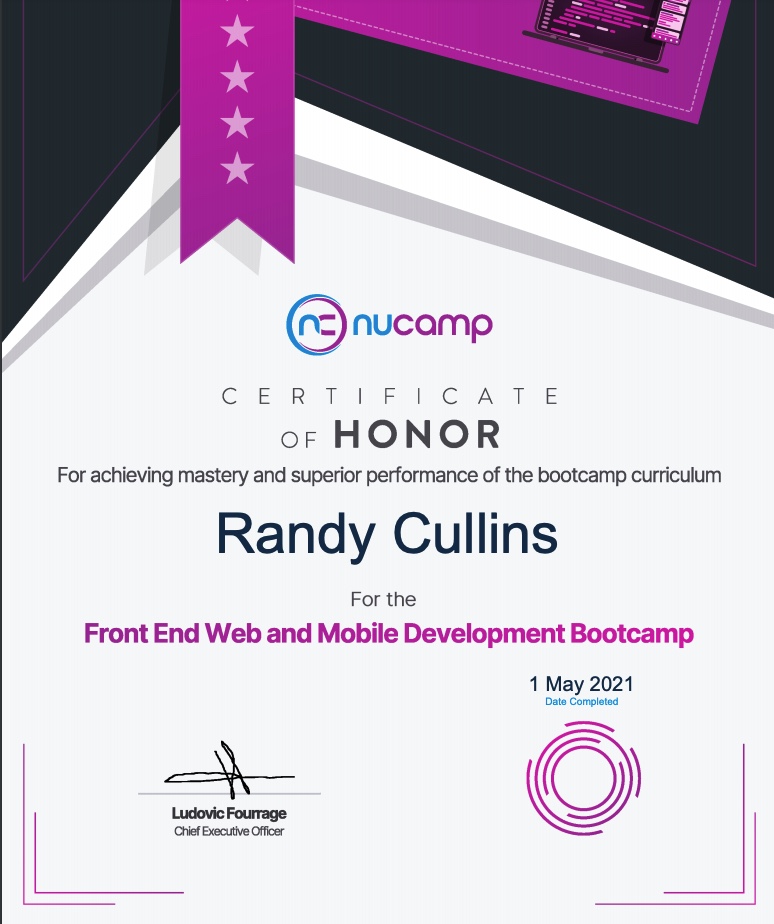 nc nucamp
CERTIFICATE
OF HONOR
For achieving mastery and superior performance of the bootcamp curriculum
Randy Cullins
For the
Front End Web and Mobile Development Bootcamp
1 May 2021
Date Completed
Ludovic Fourrage
Chief Executive Officer